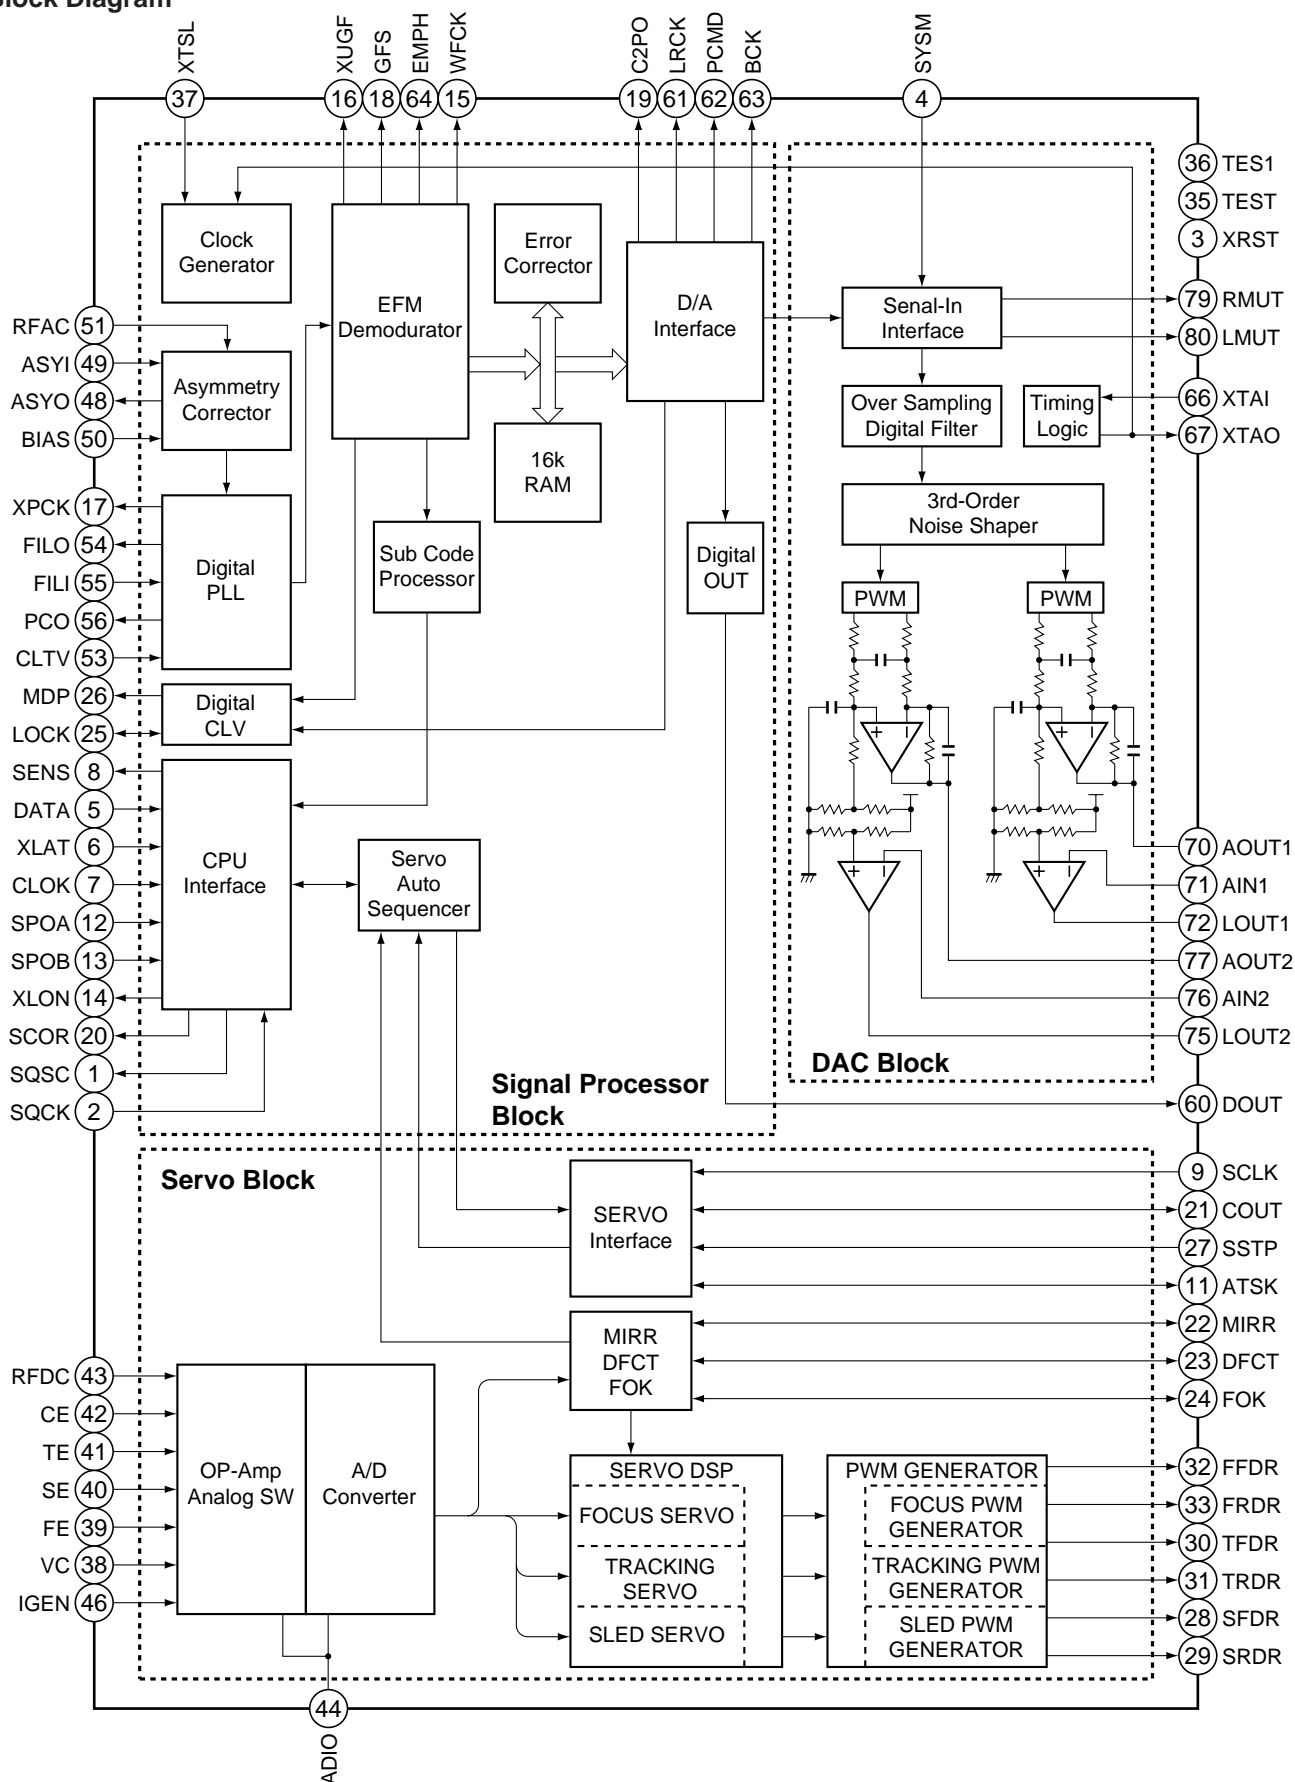 Block Diagram
XTSL
XUGF
GFS
EMPH
WFCK
C2PO
LRCK
PCMD
BCK
SYSM
37
16
18
64
15
19
61
62
63
4
36 TES1
35 TEST
3 XRST
79 RMUT
80 LMUT
66 XTAI
67 XTAO
70 AOUT1
71 AIN1
72 LOUT1
77 AOUT2
76 AIN2
75 LOUT2
60 DOUT
9 SCLK
21 COUT
27 SSTP
11 ATSK
22 MIRR
23 DFCT
24 FOK
32 FFDR
33 FRDR
30 TFDR
31 TRDR
28 SFDR
29 SRDR
RFAC 51
ASYI 49
ASYO 48
BIAS 50
XPCK 17
FILO 54
FILI 55
PCO 56
CLTV 53
MDP 26
LOCK 25
SENS 8
DATA 5
XLAT 6
CLOK 7
SPOA 12
SPOB 13
XLON 14
SCOR 20
SQSC 1
SQCK 2
RFDC 43
CE 42
TE 41
SE 40
FE 39
VC 38
IGEN 46
44
ADIO
Clock
Generator
EFM
Demodurator
Error
Corrector
16k
RAM
D/A
Interface
Asymmetry
Corrector
Digital
PLL
Sub Code
Processor
Digital
OUT
Digital
CLV
CPU
Interface
Servo
Auto
Sequencer
Signal Processor
Block
Senal-In
Interface
Over Sampling
Digital Filter
Timing
Logic
3rd-Order
Noise Shaper
PWM
PWM
+
–
+
–
+
–
+
–
DAC Block
Servo Block
SERVO
Interface
MIRR
DFCT
FOK
OP-Amp
Analog SW
A/D
Converter
SERVO DSP
FOCUS SERVO
TRACKING
SERVO
SLED SERVO
PWM GENERATOR
FOCUS PWM
GENERATOR
TRACKING PWM
GENERATOR
SLED PWM
GENERATOR